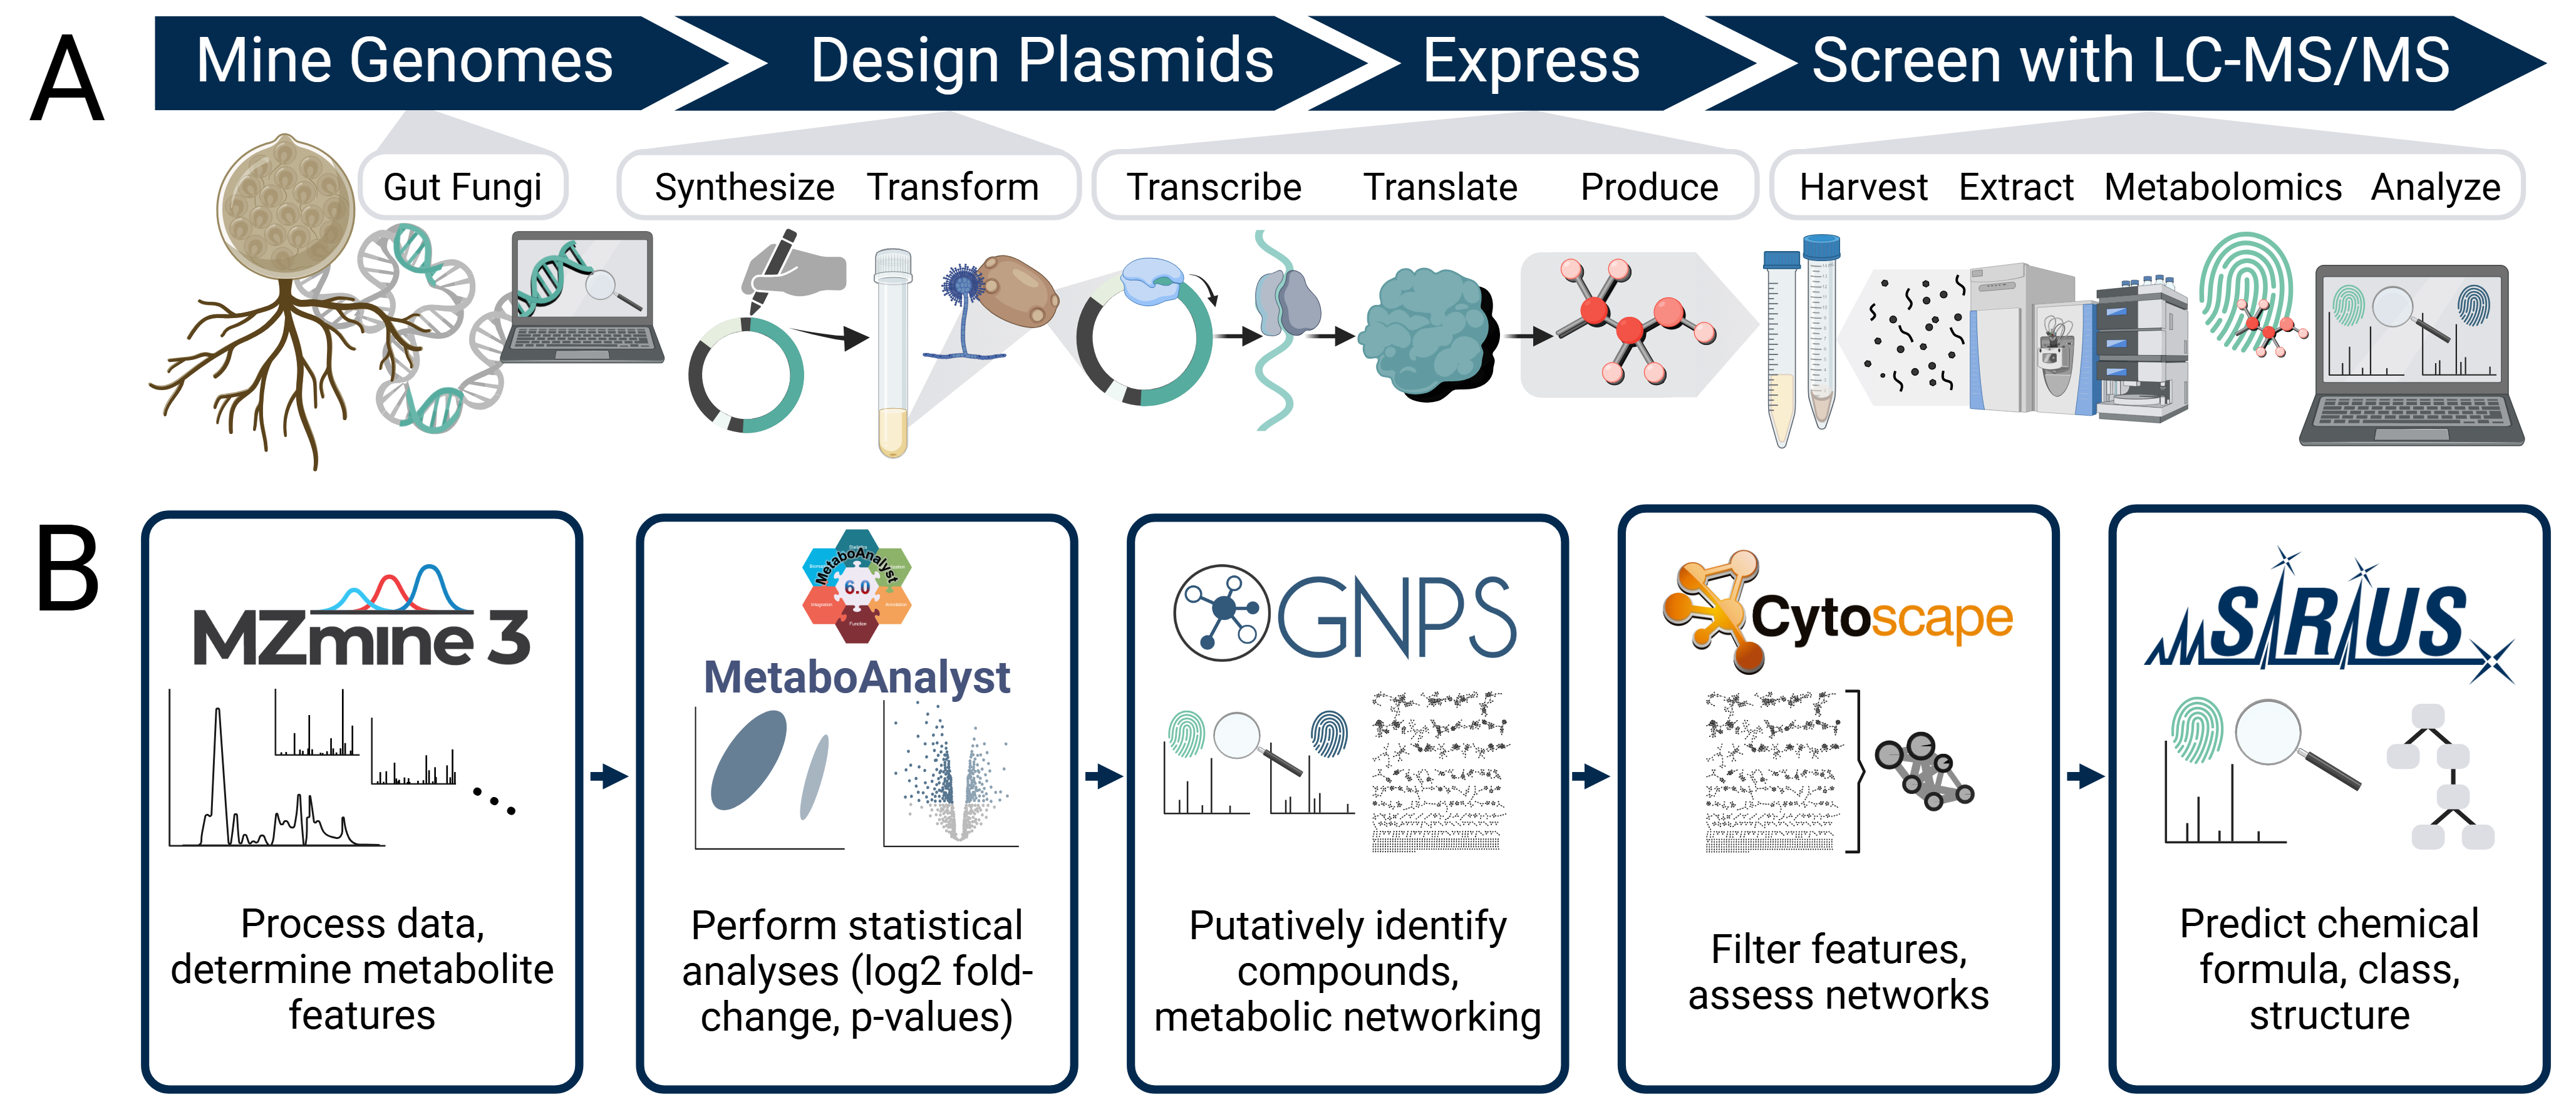 A
Mine Genomes
Design Plasmids
Express
Screen with LC-MS/MS
Gut Fungi
Synthesize Transform
Transcribe Translate Produce
Harvest Extract Metabolomics Analyze
B
MZmine 3
Process data,
determine metabolite
features
MetaboAnalyst
6.0
Integration
Function
MetaboAnalyst
Perform statistical
analyses (log2 fold-
change, p-values)
GNPS
Putatively identify
compounds,
metabolic networking
Cytoscape
Filter features,
assess networks
SIRIUS
Predict chemical
formula, class,
structure